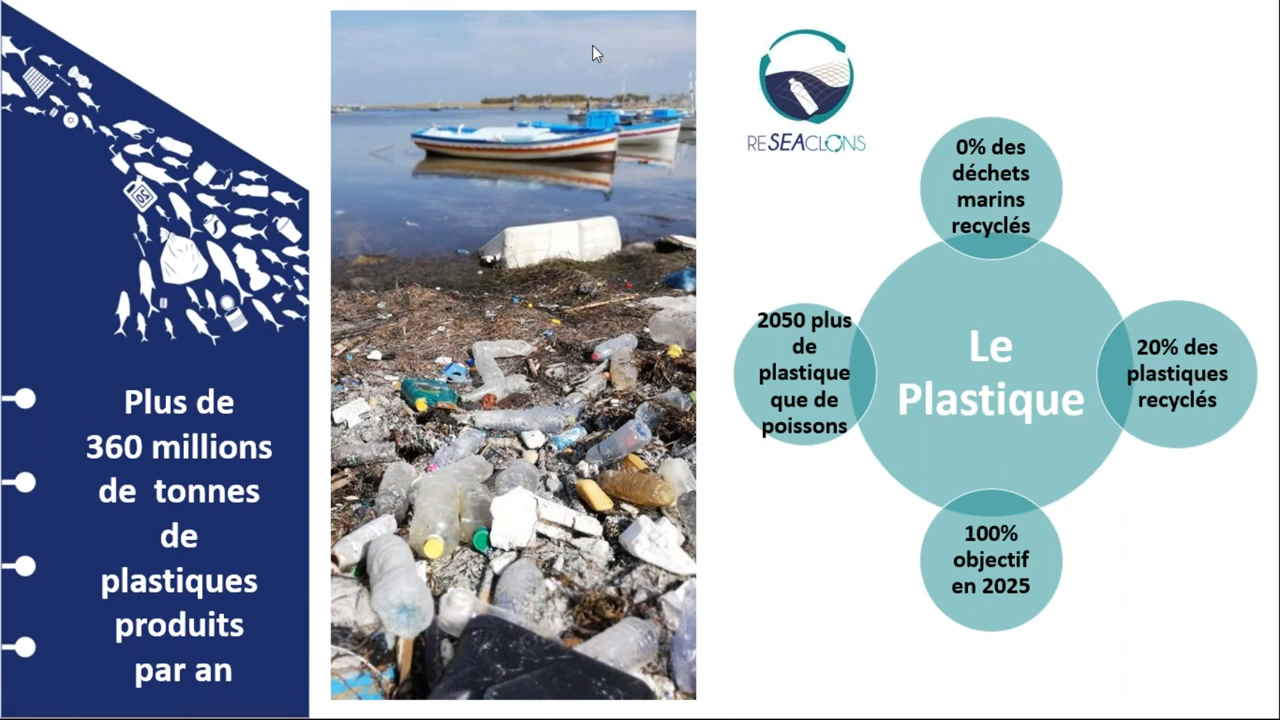 Plus de
360 millions
de tonnes
de
plastiques
produits
par an
RESEACLONS
0% des
déchets
marins
recyclés
2050 plus
de
plastique
que de
poissons
Le
Plastique
20% des
plastiques
recyclés
100%
objectif
en 2025